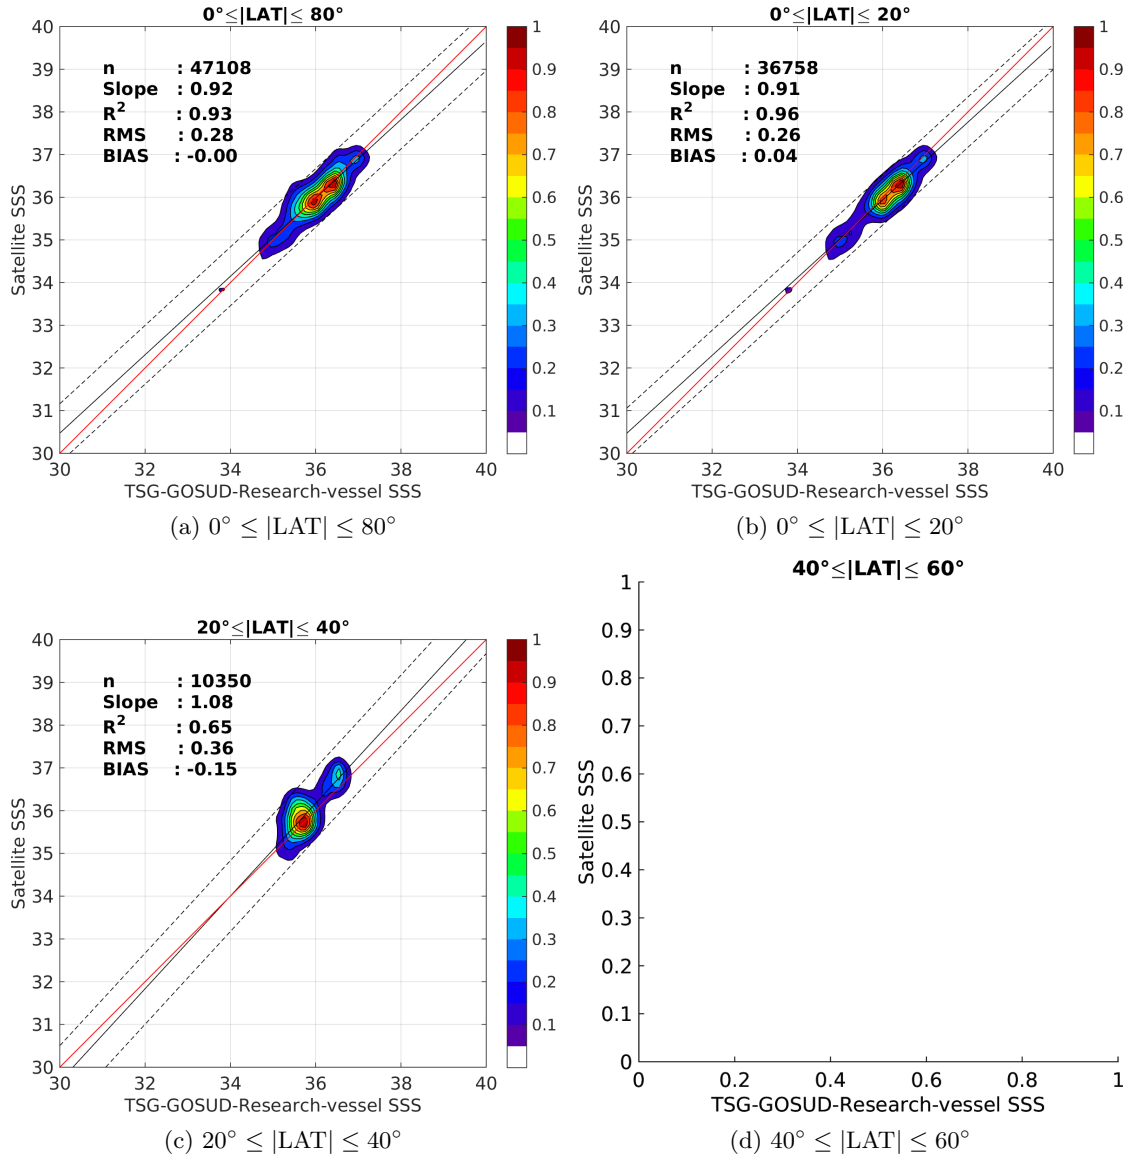 0°≤|LAT|≤ 80°
40
39
38
37
36
35
34
33
32
31
30
Satellite SSS
n : 47108
Slope : 0.92
R² : 0.93
RMS : 0.28
BIAS : -0.00
30 32 34 36 38 40
TSG-GOSUD-Research-vessel SSS
1
0.9
0.8
0.7
0.6
0.5
0.4
0.3
0.2
0.1
(a) 0° ≤ |LAT| ≤ 80°
0°≤|LAT|≤ 20°
40
39
38
37
36
35
34
33
32
31
30
Satellite SSS
n : 36758
Slope : 0.91
R² : 0.96
RMS : 0.26
BIAS : 0.04
30 32 34 36 38 40
TSG-GOSUD-Research-vessel SSS
1
0.9
0.8
0.7
0.6
0.5
0.4
0.3
0.2
0.1
(b) 0° ≤ |LAT| ≤ 20°
20°≤|LAT|≤ 40°
40
39
38
37
36
35
34
33
32
31
30
Satellite SSS
n : 10350
Slope : 1.08
R² : 0.65
RMS : 0.36
BIAS : -0.15
30 32 34 36 38 40
TSG-GOSUD-Research-vessel SSS
1
0.9
0.8
0.7
0.6
0.5
0.4
0.3
0.2
0.1
(c) 20° ≤ |LAT| ≤ 40°
40°≤|LAT|≤ 60°
1
0.9
0.8
0.7
0.6
0.5
0.4
0.3
0.2
0.1
0
Satellite SSS
0 0.2 0.4 0.6 0.8 1
TSG-GOSUD-Research-vessel SSS
(d) 40° ≤ |LAT| ≤ 60°